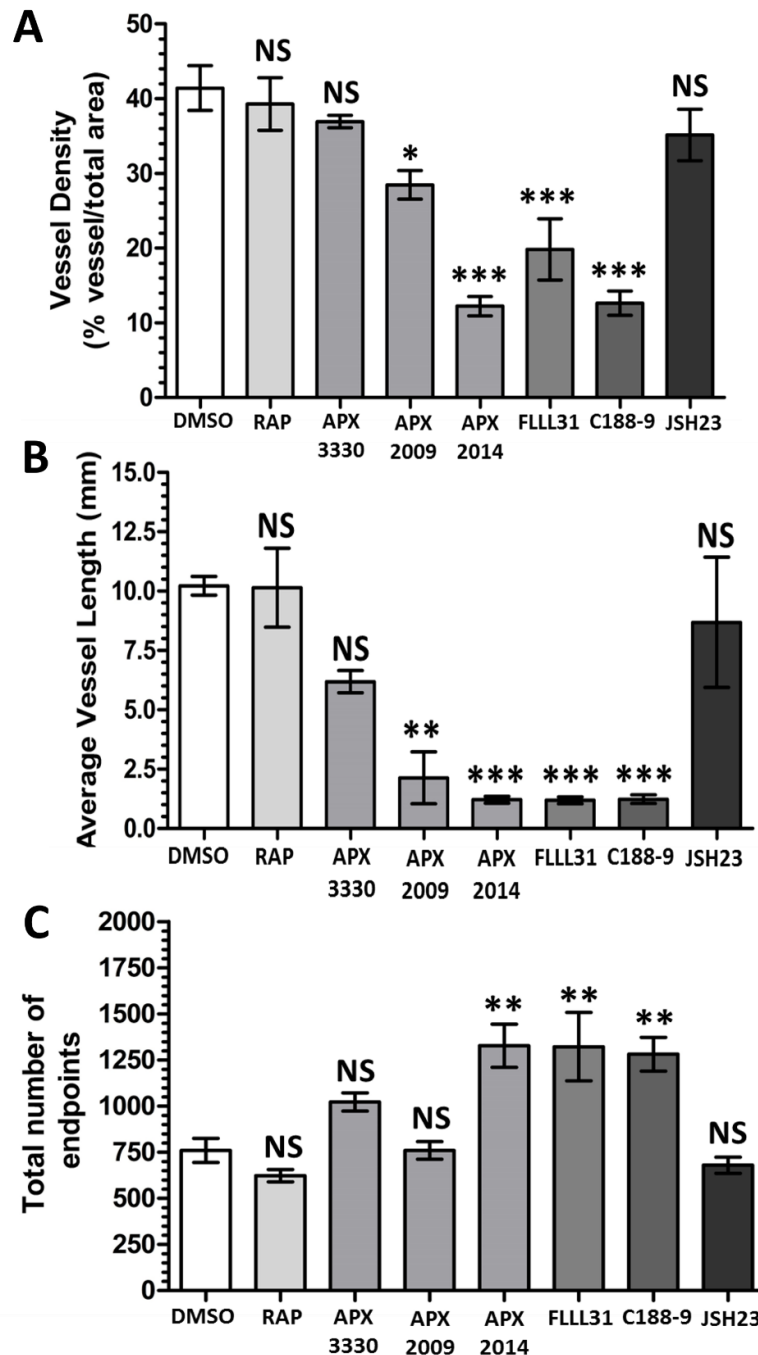 A
Vessel Density
(% vessel/total area)
50
40
30
20
10
0
NS
NS
*
***
***
***
NS
DMSO RAP APX 3330 APX 2009 APX 2014 FLLL31 C188-9 JSH23
B
Average Vessel Length (mm)
15.0
12.5
10.0
7.5
5.0
2.5
0.0
NS
NS
**
***
***
***
NS
DMSO RAP APX 3330 APX 2009 APX 2014 FLLL31 C188-9 JSH23
C
Total number of
endpoints
2000
1750
1500
1250
1000
750
500
250
0
NS
NS
NS
**
**
**
NS
DMSO RAP APX 3330 APX 2009 APX 2014 FLLL31 C188-9 JSH23